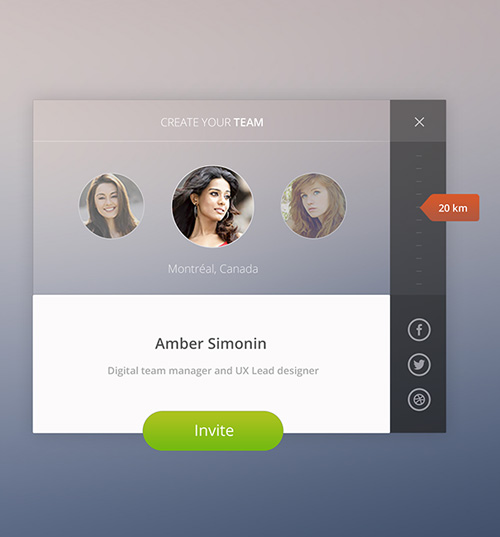 CREATE YOUR TEAM
20 km
Montréal, Canada
Amber Simonin
Digital team manager and UX Lead designer
Invite